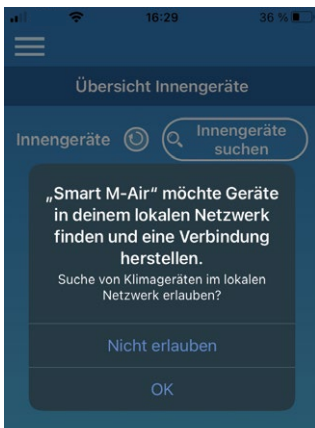 16:29
36 %
Übersicht Innengeräte
Innengeräte
Innengeräte
suchen
„Smart M-Air“ möchte Geräte
in deinem lokalen Netzwerk
finden und eine Verbindung
herstellen.
Suche von Klimageräten im lokalen
Netzwerk erlauben?
Nicht erlauben
OK